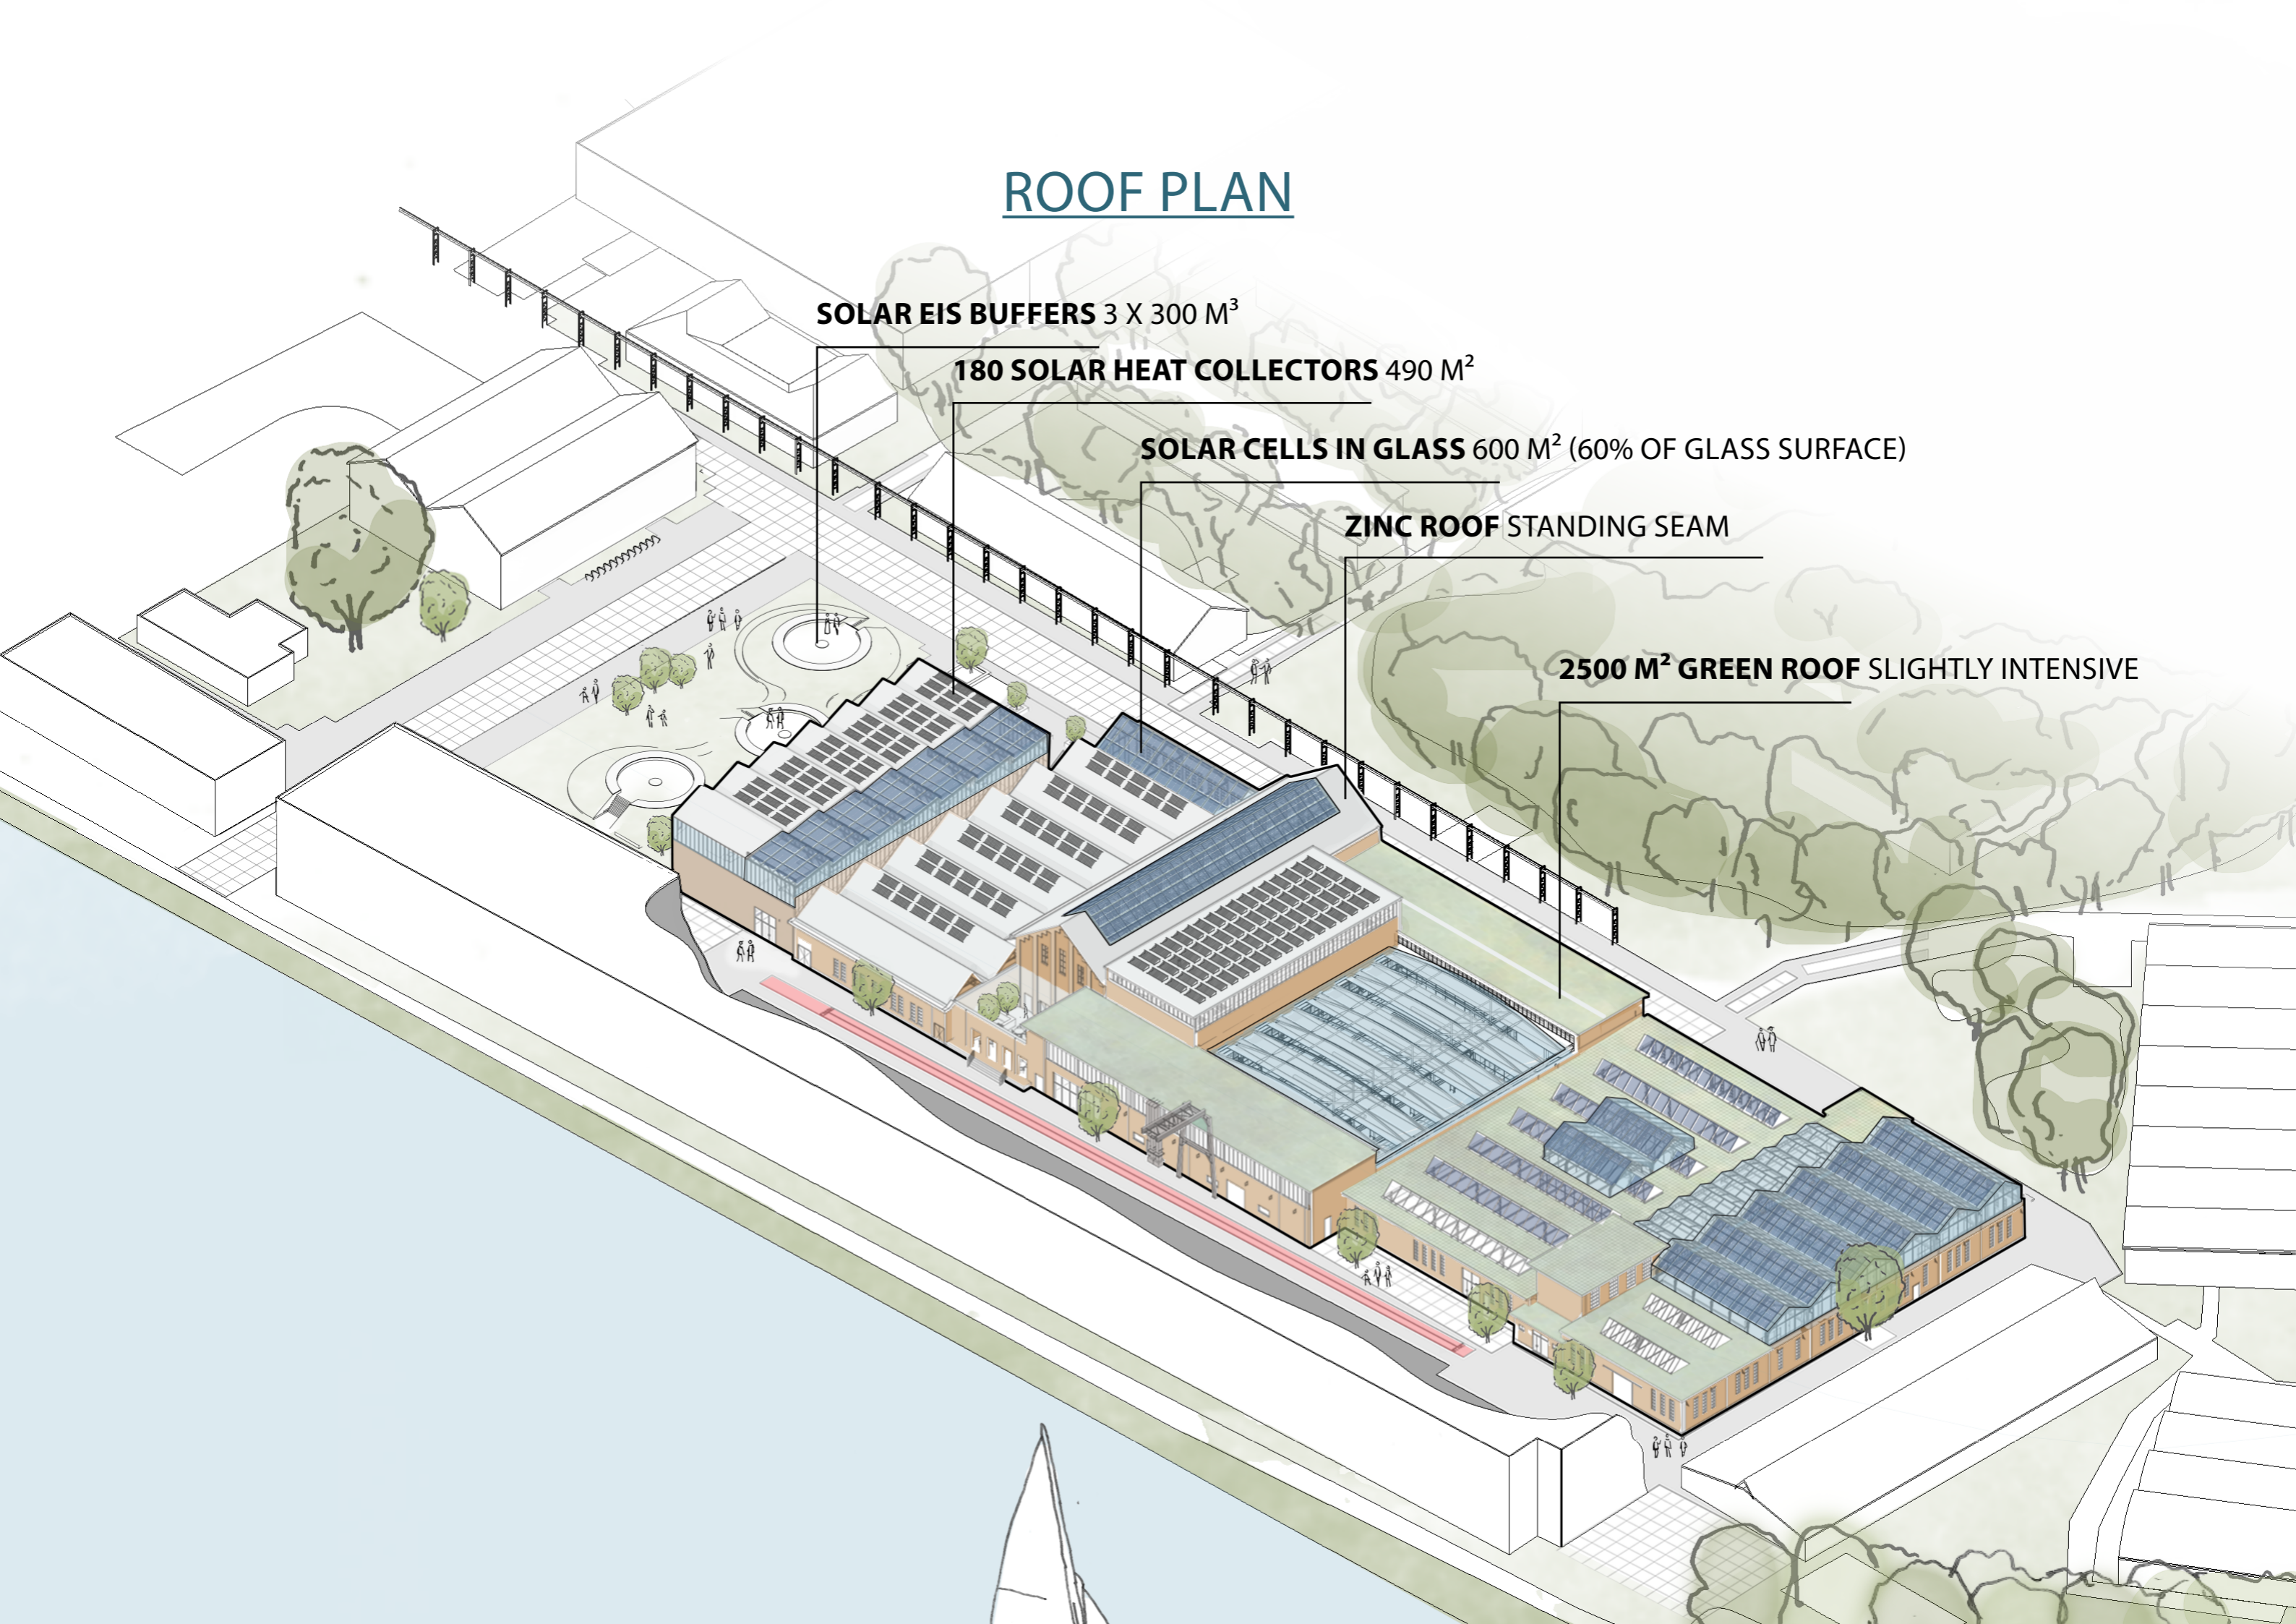 ROOF PLAN
SOLAR EIS BUFFERS 3 X 300 M³
180 SOLAR HEAT COLLECTORS 490 M²
SOLAR CELLS IN GLASS 600 M² (60% OF GLASS SURFACE)
ZINC ROOF STANDING SEAM
2500 M² GREEN ROOF SLIGHTLY INTENSIVE